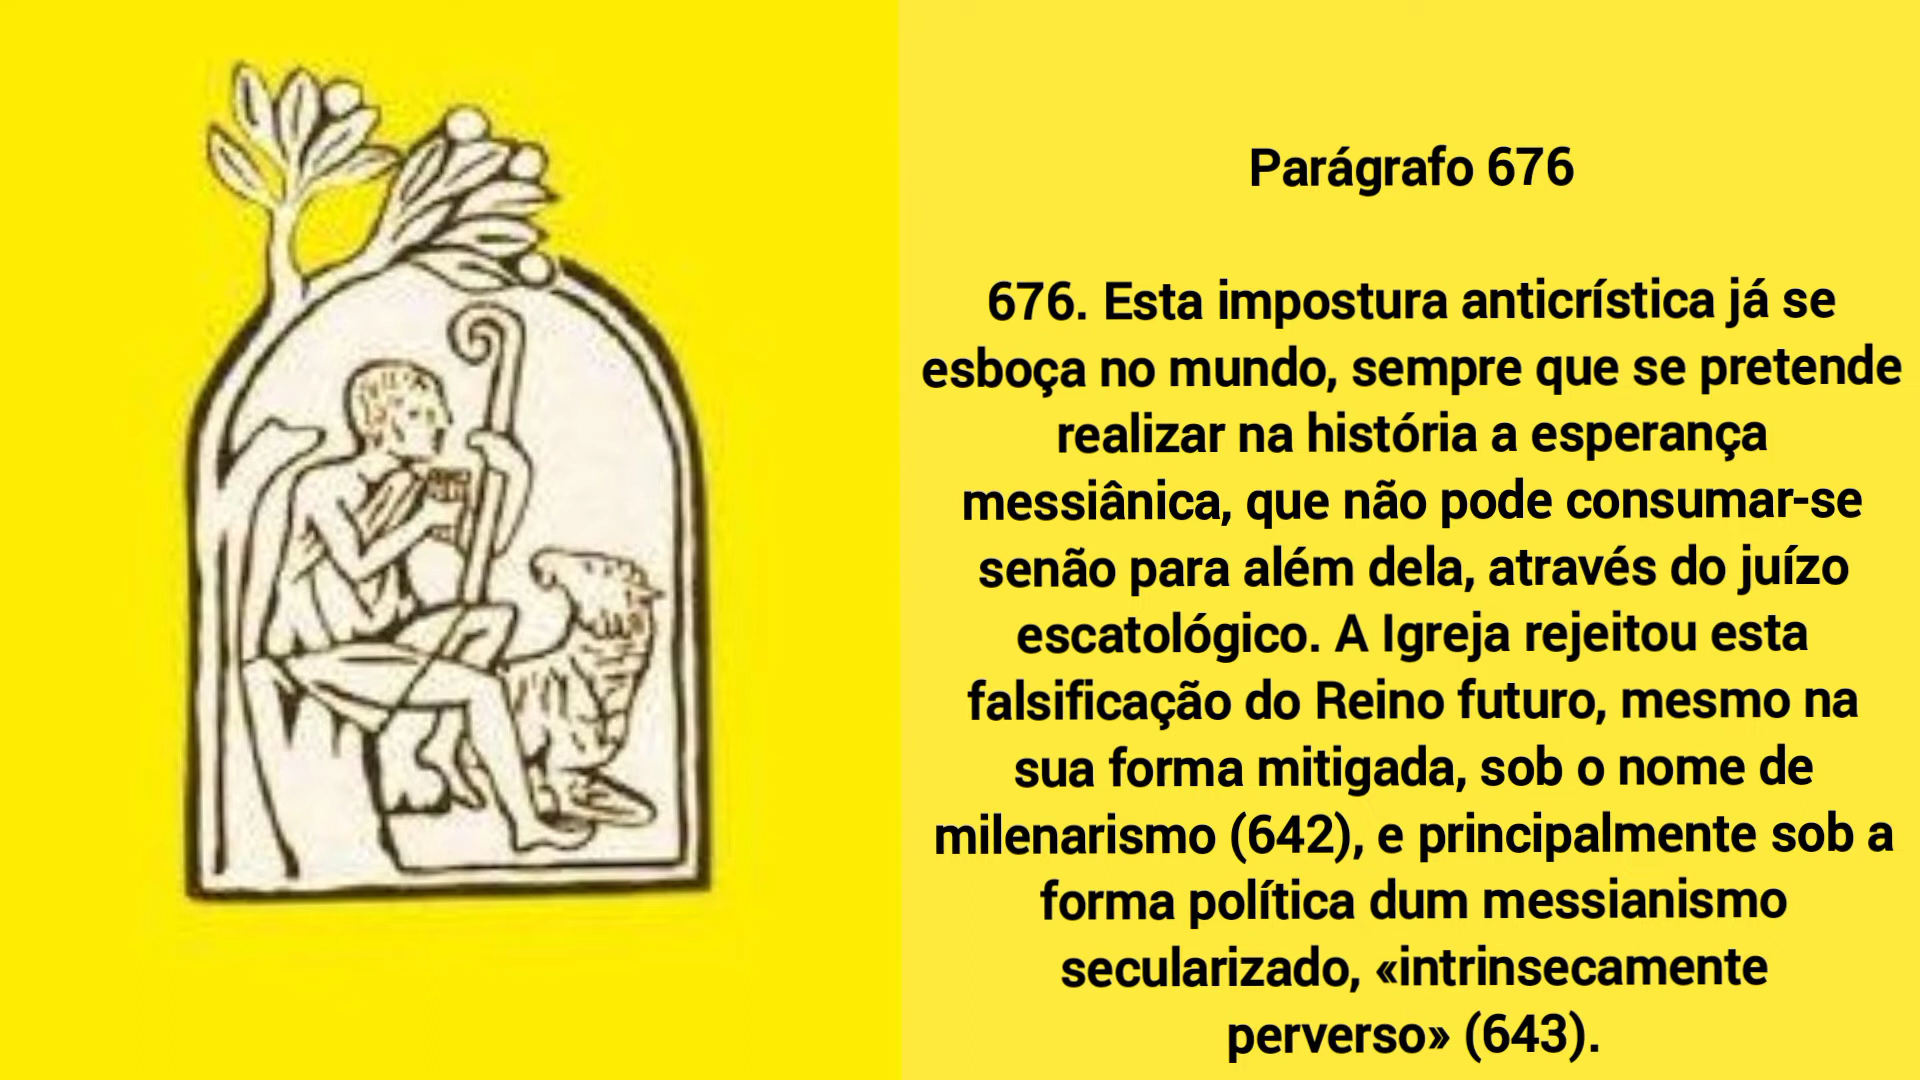 Parágrafo 676
676. Esta impostura anticrística já se
esboça no mundo, sempre que se pretende
realizar na história a esperança
messiânica, que não pode consumar-se
senão para além dela, através do juízo
escatológico. A Igreja rejeitou esta
falsificação do Reino futuro, mesmo na
sua forma mitigada, sob o nome de
milenarismo (642), e principalmente sob a
forma política dum messianismo
secularizado, «intrinsecamente
perverso» (643).